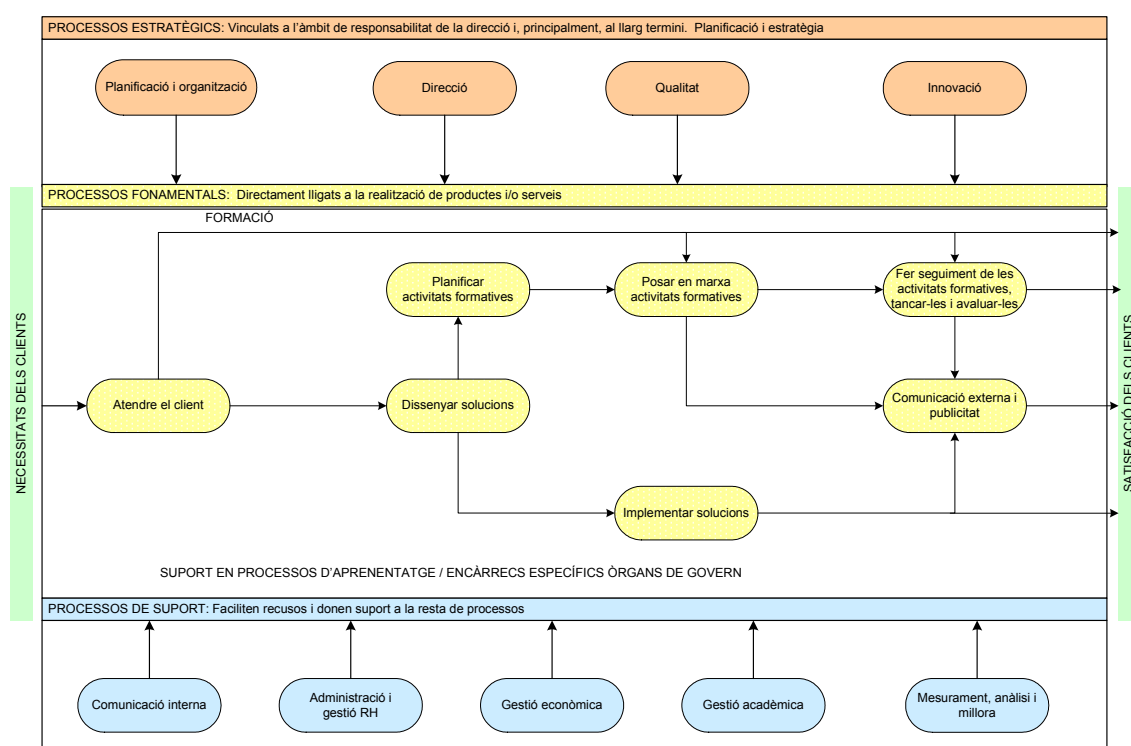 PROCESSOS ESTRATÈGICS: Vinculats a l'àmbit de responsabilitat de la direcció i, principalment, al llarg termini.  Planificació i estratègia
Planificació i organització
Direcció
Qualitat
Innovació
PROCESSOS FONAMENTALS:  Directament lligats a la realització de productes i/o serveis
FORMACIÓ
NECESSITATS DELS CLIENTS
Planificar
activitats formatives
Posar en marxa
activitats formatives
Fer seguiment de les
activitats formatives,
tancar-les i avaluar-les
Atendre el client
Dissenyar solucions
Comunicació externa i
publicitat
Implementar solucions
SATISFACCIÓ DELS CLIENTS
SUPORT EN PROCESSOS D'APRENENTATGE / ENCÀRRECS ESPECÍFICS ÒRGANS DE GOVERN
PROCESSOS DE SUPORT: Faciliten recusos i donen suport a la resta de processos
Comunicació interna
Administració i
gestió RH
Gestió econòmica
Gestió acadèmica
Mesurament, anàlisi i
millora